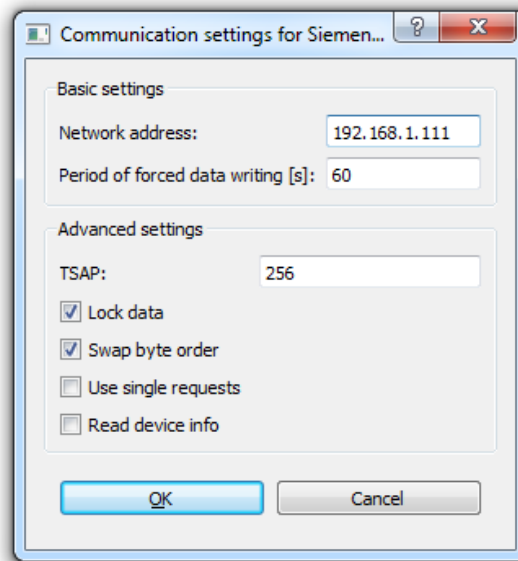 Communication settings for Siemen...
?
X
Basic settings
Network address: 192.168.1.111
Period of forced data writing [s]: 60
Advanced settings
TSAP: 256
Lock data
Swap byte order
Use single requests
Read device info
OK Cancel